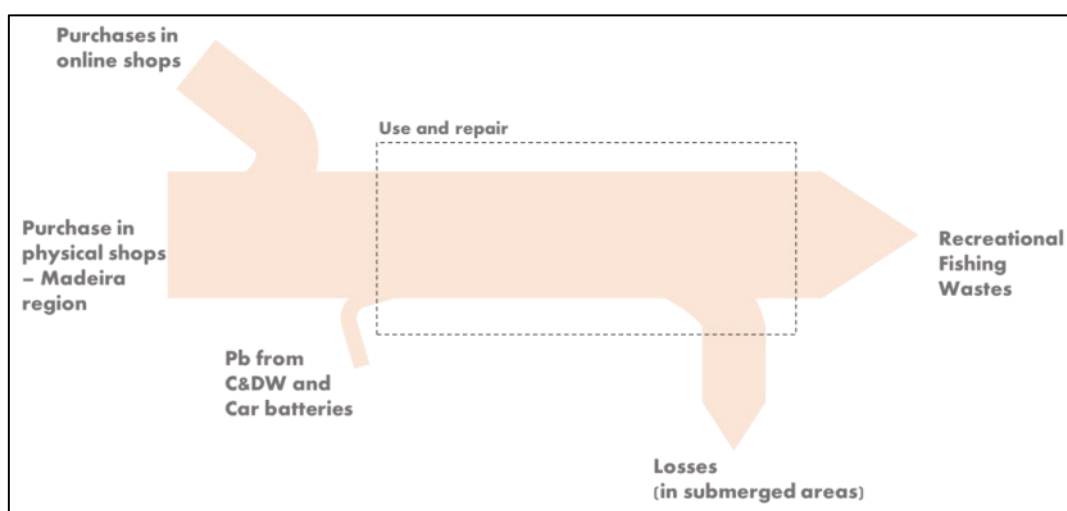 Purchases in
online shops
Use and repair
Purchase in
physical shops
– Madeira
region
Recreational
Fishing
Wastes
Pb from
C&DW and
Car batteries
Losses
(in submerged areas)